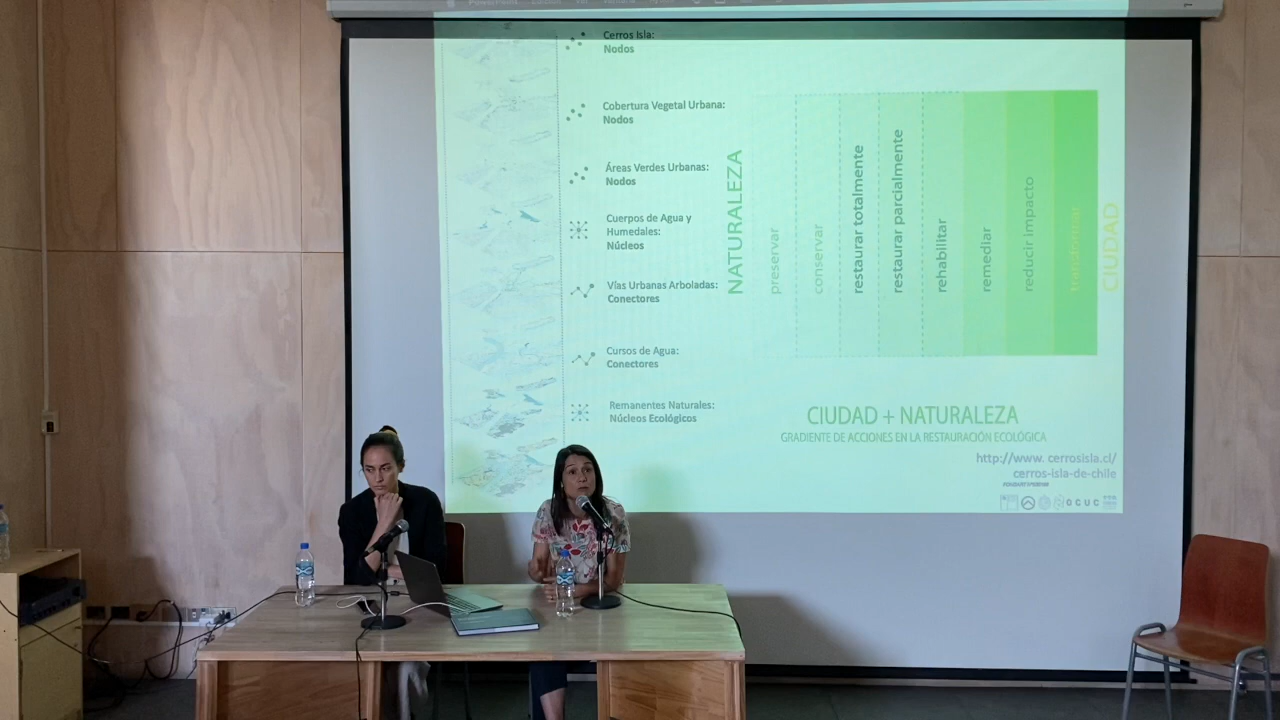 PowerPoint
Cerros Isla:
Nodos
Cobertura Vegetal Urbana:
Nodos
Áreas Verdes Urbanas:
Nodos
Cuerpos de Agua y
Humedales:
Núcleos
Vías Urbanas Arboladas:
Conectores
Cursos de Agua:
Conectores
Remanentes Naturales:
Núcleos Ecológicos
NATURALEZA
preservar
conservar
restaurar totalmente
restaurar parcialmente
rehabilitar
remediar
reducir impacto
transformar
CIUDAD
CIUDAD + NATURALEZA
GRADIENTE DE ACCIONES EN LA RESTAURACIÓN ECOLÓGICA
http://www. cerrosisla.cl/
cerros-isla-de-chile
OCUC